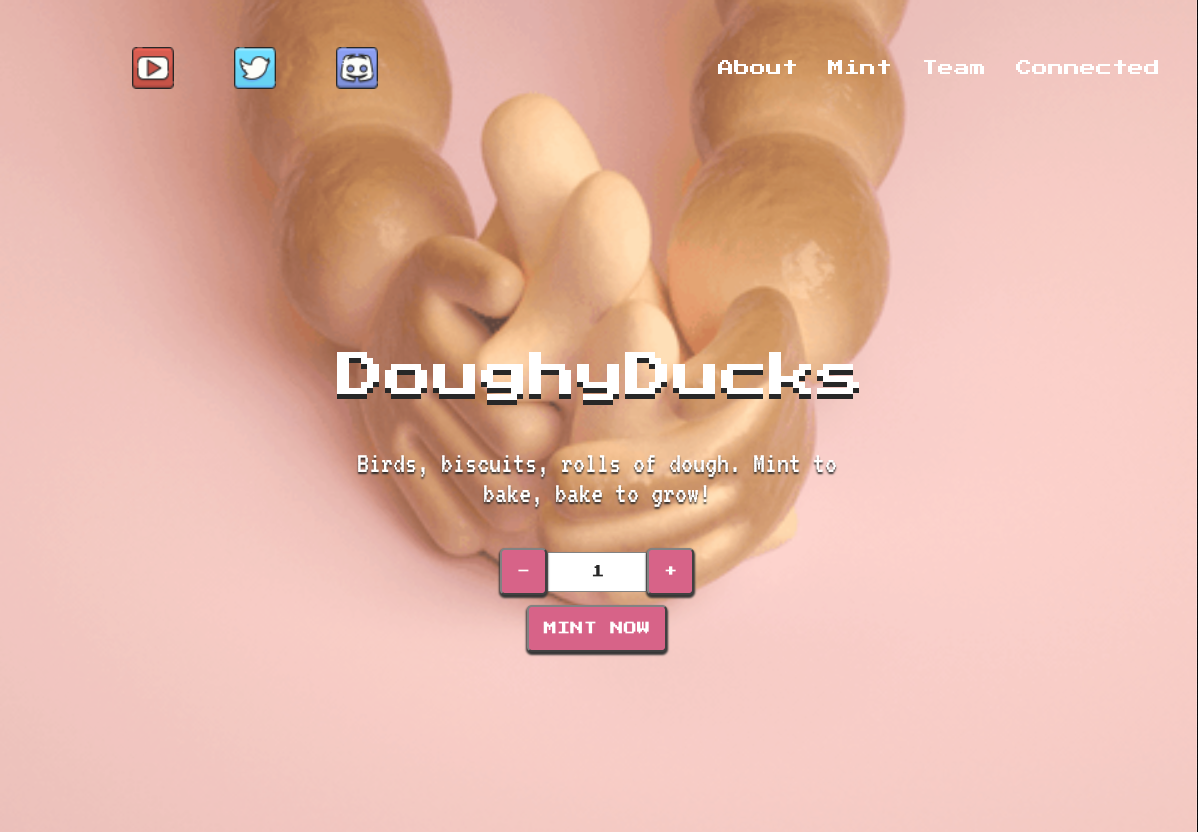 About Mint Team Connected
DoughyDucks
Birds, biscuits, rolls of dough. Mint to
bake, bake to grow!
- 1 +
MINT NOW